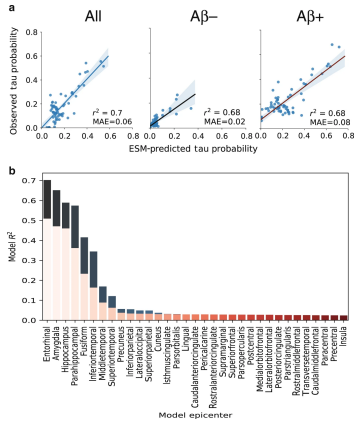 a
All
Aβ−
Aβ+
Observed tau probability
0.8
0.6
0.4
0.2
0.0
0.0 0.2 0.4 0.6 0.8
r² = 0.7
MAE=0.06
0.0 0.2 0.4 0.6 0.8
r² = 0.68
MAE=0.02
0.0 0.2 0.4 0.6 0.8
r² = 0.68
MAE=0.08
ESM-predicted tau probability
b
Model R²
0.7
0.6
0.5
0.4
0.3
0.2
0.1
0.0
Entorhinal
Amygdala
Hippocampus
Parahippocampal
Fusiform
Inferiortemporal
Middletemporal
Superiortemporal
Precuneus
Inferiorparietal
Lateraloccipital
Superiorparietal
Cuneus
Isthmuscingulate
Parsorbitalis
Lingual
Caudalanteriorcingulate
Pericalcarine
Rostralanteriorcingulate
Supramarginal
Superiorfrontal
Parsopercularis
Postcentral
Medialorbitofrontal
Lateralorbitofrontal
Posteriorcingulate
Parstriangularis
Rostralmiddlefrontal
Transversetemporal
Caudalmiddlefrontal
Paracentral
Precentral
Insula
Model epicenter